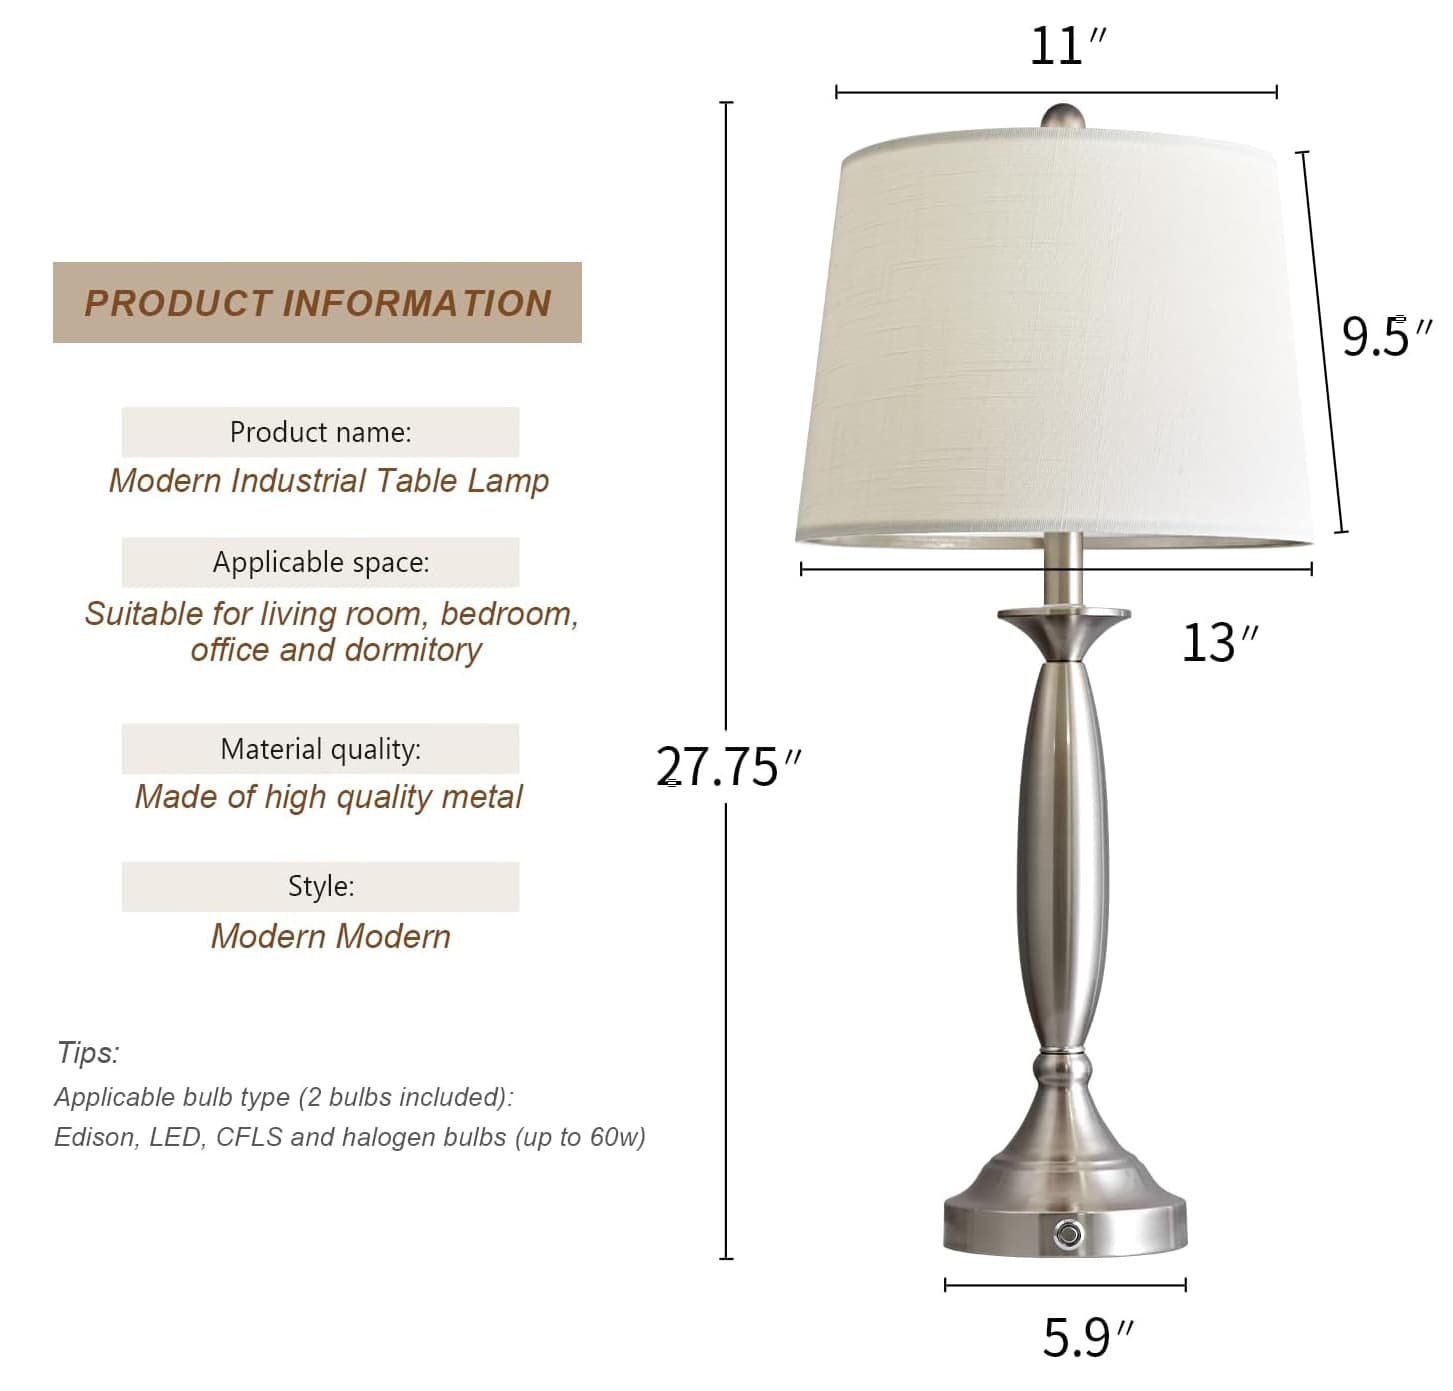 PRODUCT INFORMATION
Product name:
Modern Industrial Table Lamp
Applicable space:
Suitable for living room, bedroom,
office and dormitory
Material quality:
Made of high quality metal
Style:
Modern Modern
Tips:
Applicable bulb type (2 bulbs included):
Edison, LED, CFLS and halogen bulbs (up to 60w)
11″
9.5″
13″
27.75″
5.9″